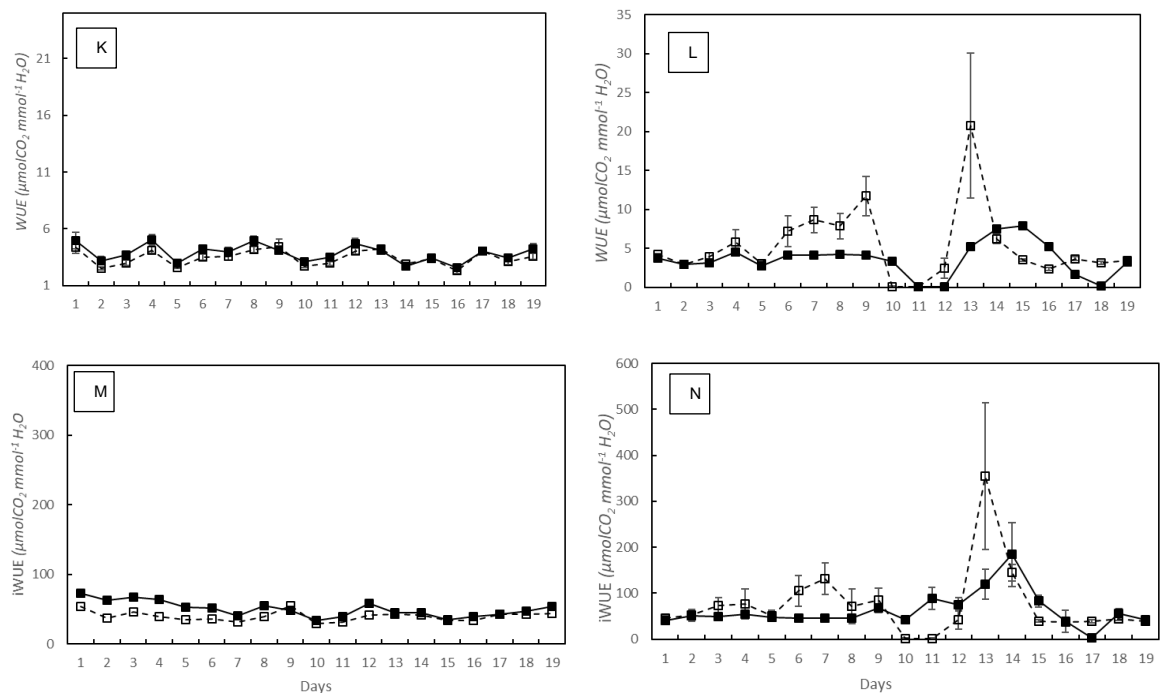 K
WUE (µmolCO₂ mmol⁻¹ H₂O)
21
16
11
6
1
1 2 3 4 5 6 7 8 9 10 11 12 13 14 15 16 17 18 19
L
WUE (µmolCO₂ mmol⁻¹ H₂O)
35
30
25
20
15
10
5
0
1 2 3 4 5 6 7 8 9 10 11 12 13 14 15 16 17 18 19
M
iWUE (µmolCO₂ mmol⁻¹ H₂O
400
300
200
100
0
1 2 3 4 5 6 7 8 9 10 11 12 13 14 15 16 17 18 19
Days
N
iWUE (µmolCO₂ mmol⁻¹ H₂O)
600
500
400
300
200
100
0
1 2 3 4 5 6 7 8 9 10 11 12 13 14 15 16 17 18 19
Days